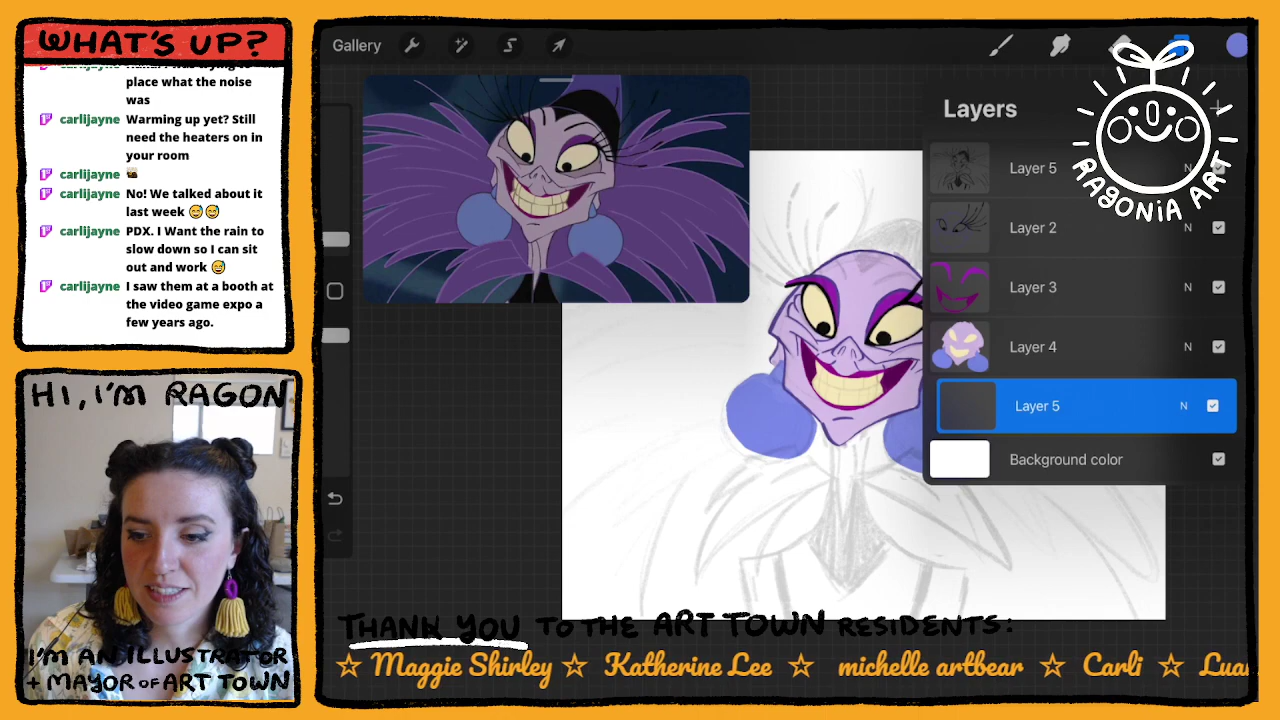 WHAT'S UP?
place what the noise
was
carlijayne Warming up yet? Still
need the heaters on in
your room
carlijayne
carlijayne No! We talked about it
last week
carlijayne PDX. I Want the rain to
slow down so I can sit
out and work
carlijayne I saw them at a booth at
the video game expo a
few years ago.
HI, I'M RAGON
I'M AN ILLUSTRATOR
+ MAYOR OF ART TOWN
Gallery
Layers
Layer 5 N
Layer 2 N
Layer 3 N
Layer 4 N
Layer 5 N
Background color
RAGONIA ART
THANK YOU TO THE ART TOWN RESIDENTS:
☆ Maggie Shirley ☆ Katherine Lee ☆ michelle artbear ☆ Carli ☆ Lua